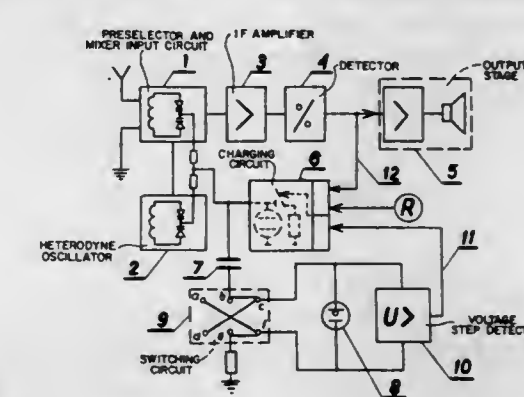 PRESELECTOR AND
MIXER INPUT CIRCUIT
1
IF AMPLIFIER
3
4
DETECTOR
OUTPUT
STAGE
5
CHARGING
CIRCUIT
6
12
R
HETERODYNE
OSCILLATOR
2
7
11
9
a
b
c
d
e
f
SWITCHING
CIRCUIT
8
U>
VOLTAGE
STEP DETECT
10